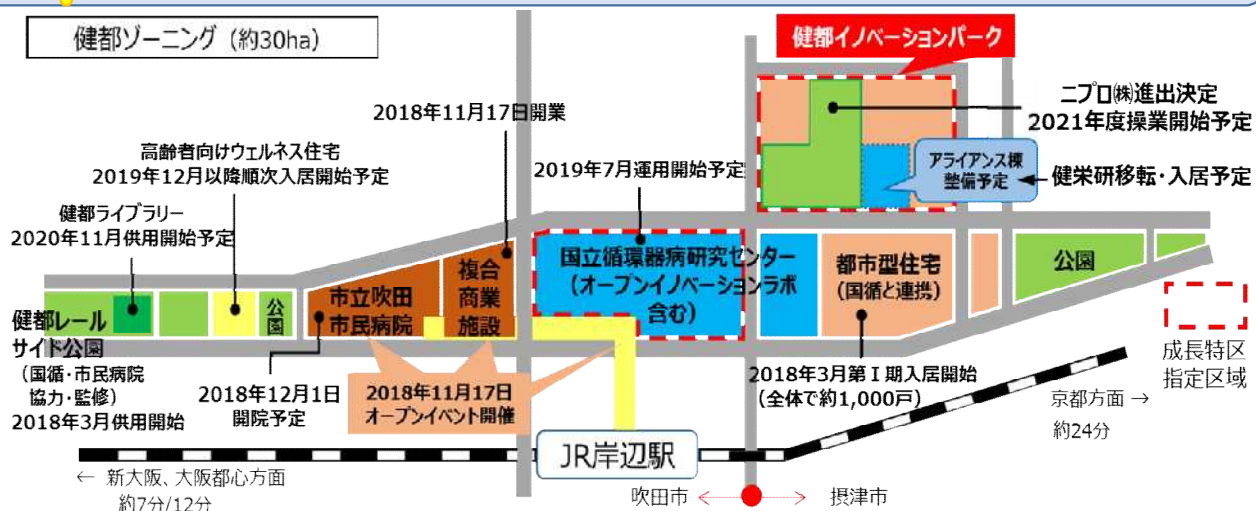 健都ゾーニング（約30ha）
健都イノベーションパーク
ニプロ㈱進出決定
2021年度操業開始予定
2018年11月17日開業
アライアンス棟
整備予定
健栄研移転・入居予定
高齢者向けウェルネス住宅
2019年12月以降順次入居開始予定
2019年7月運用開始予定
健都ライブラリー
2020年11月供用開始予定
国立循環器病研究センター
（オープンイノベーションラボ
含む）
都市型住宅
（国循と連携）
公園
複合
商業
施設
市立吹田
市民病院
公
園
健都レール
サイド公園
（国循・市民病院
協力・監修）
2018年3月供用開始
2018年12月1日
開院予定
2018年11月17日
オープンイベント開催
2018年3月第Ⅰ期入居開始
（全体で約1,000戸）
成長特区
指定区域
京都方面 →
約24分
JR岸辺駅
← 新大阪、大阪都心方面
約7分/12分
吹田市
摂津市